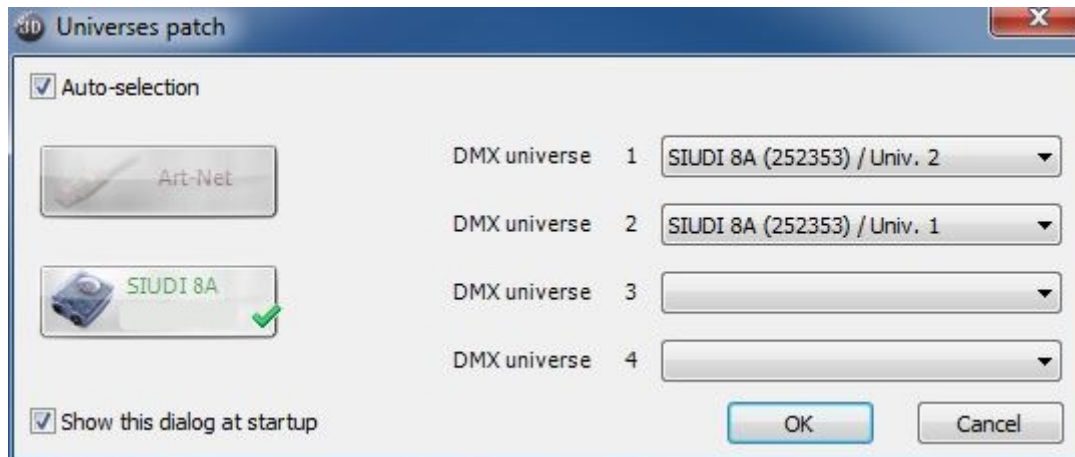 3D Universes patch
Auto-selection
Art-Net
SIUDI 8A
DMX universe 1 SIUDI 8A (252353) / Univ. 2
DMX universe 2 SIUDI 8A (252353) / Univ. 1
DMX universe 3
DMX universe 4
Show this dialog at startup
OK Cancel